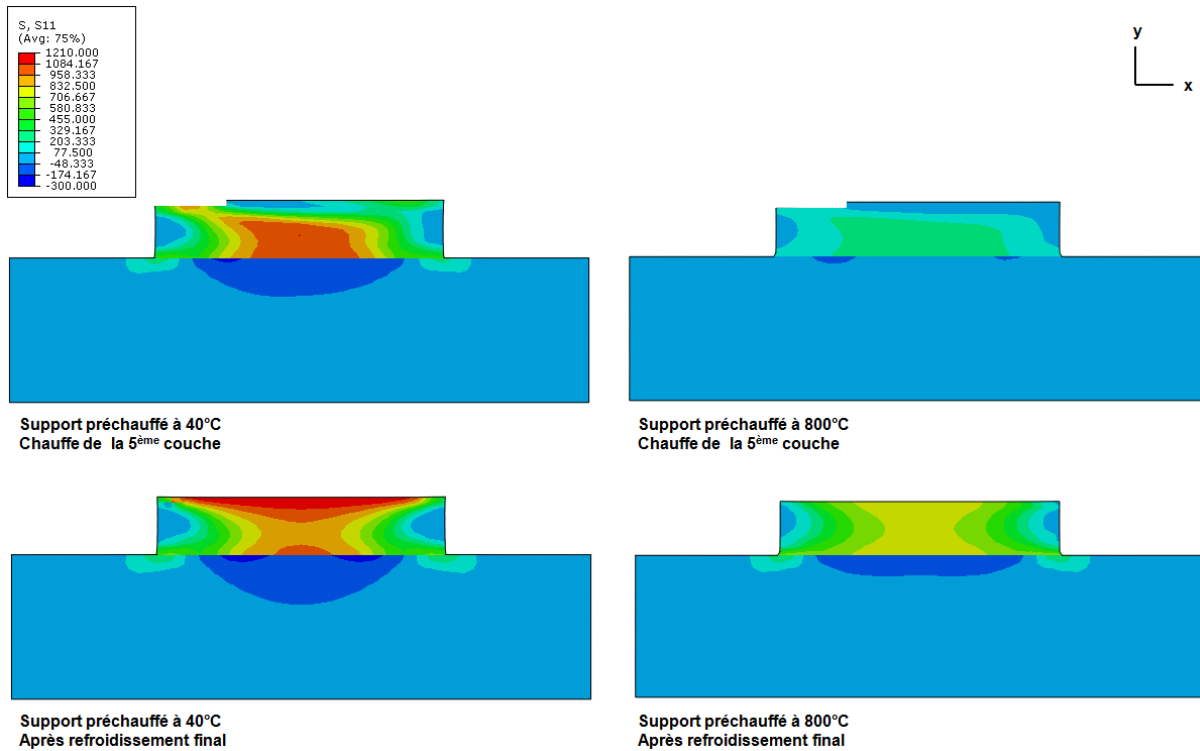 S, S11
(Avg: 75%)
1210.000
1084.167
958.333
832.500
706.667
580.833
455.000
329.167
203.333
77.500
-48.333
-174.167
-300.000
y
x
Support préchauffé à 40°C
Chauffe de la 5ème couche
Support préchauffé à 800°C
Chauffe de la 5ème couche
Support préchauffé à 40°C
Après refroidissement final
Support préchauffé à 800°C
Après refroidissement final